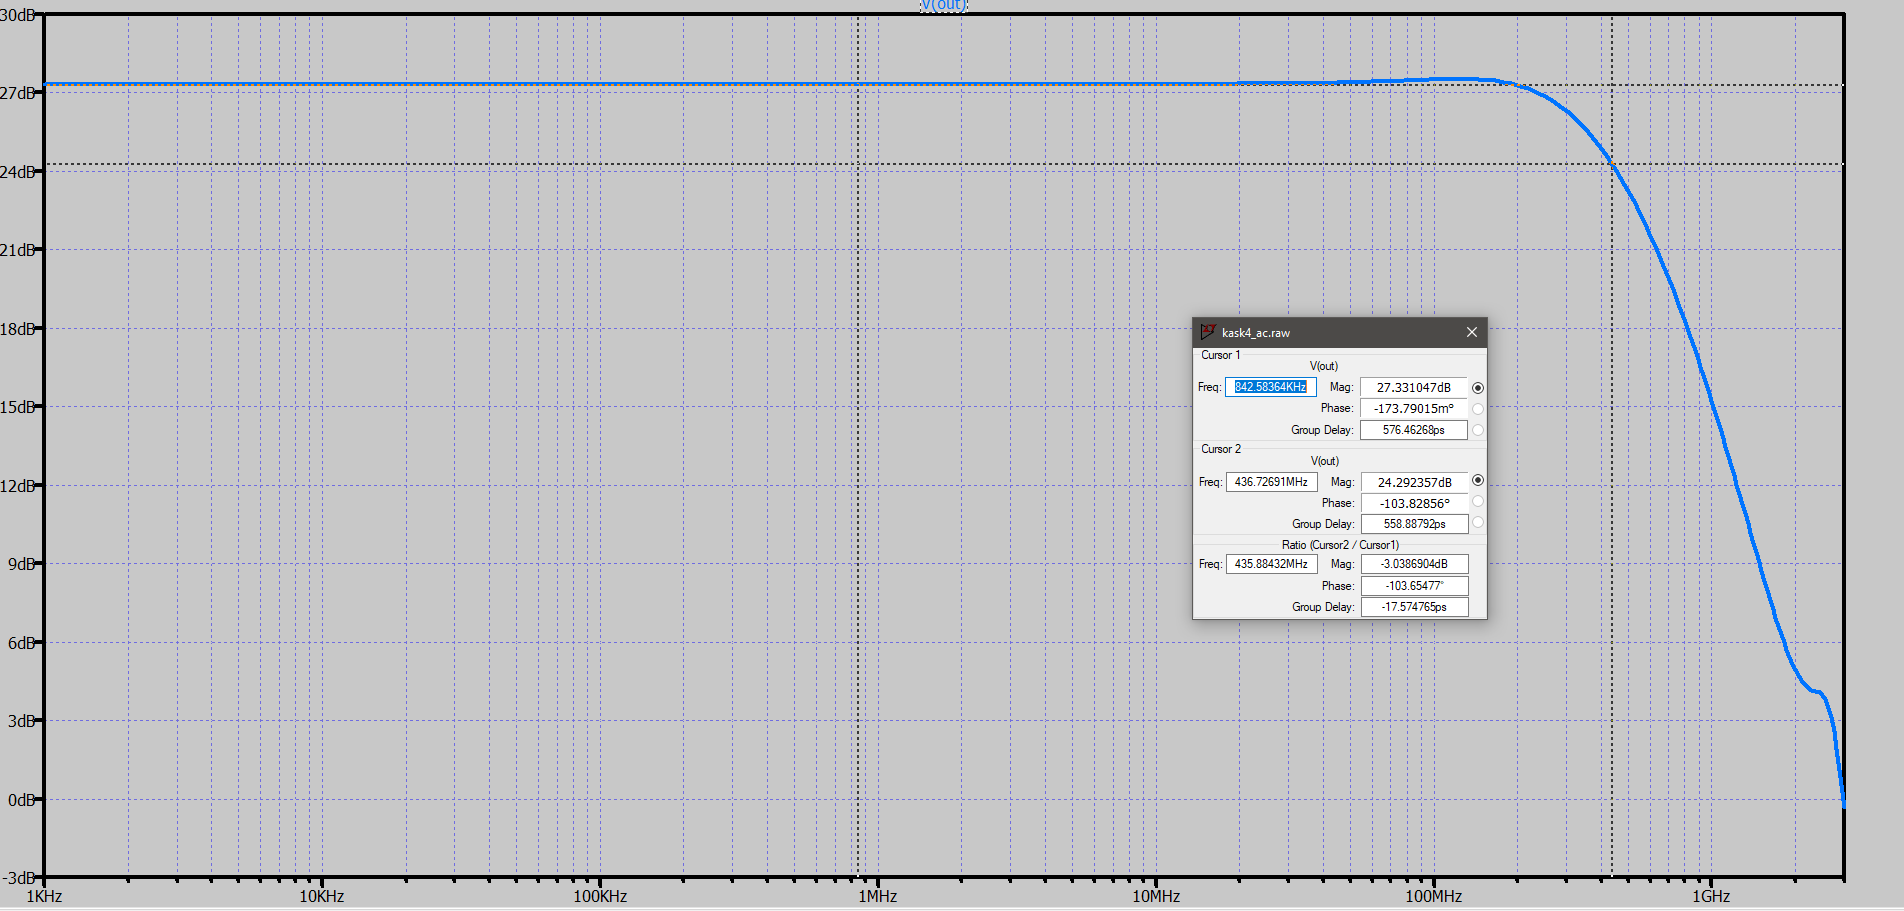 V(out)
30dB
27dB
24dB
21dB
18dB
15dB
12dB
9dB
6dB
3dB
0dB
-3dB
1KHz 10KHz 100KHz 1MHz 10MHz 100MHz 1GHz
kask4_ac.raw
Cursor 1
V(out)
Freq: 842.58364KHz Mag: 27.331047dB
Phase: -173.79015m°
Group Delay: 576.46268ps
Cursor 2
V(out)
Freq: 436.72691MHz Mag: 24.292357dB
Phase: -103.82856°
Group Delay: 558.88792ps
Ratio (Cursor2 / Cursor1)
Freq: 435.88432MHz Mag: -3.0386904dB
Phase: -103.65477°
Group Delay: -17.574765ps